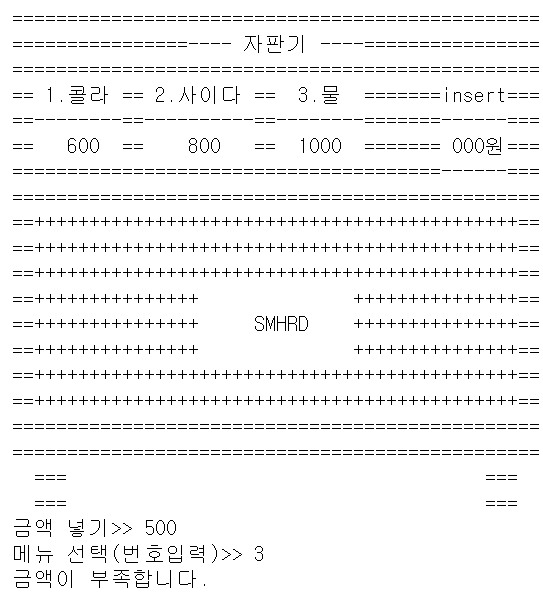 ================================================
================---- 자판기 ----================
================================================
== 1.콜라 == 2.사이다 ==  3.물  =======insert===
==--------==-----------==--------=======------===
==   600  ==    800   ==  1000  ======= 000원===
=======================================------===
================================================
==++++++++++++++++++++++++++++++++++++++++++++==
==++++++++++++++++++++++++++++++++++++++++++++==
==++++++++++++++++++++++++++++++++++++++++++++==
==+++++++++++++++              +++++++++++++++==
==+++++++++++++++     SMHRD    +++++++++++++++==
==+++++++++++++++              +++++++++++++++==
==++++++++++++++++++++++++++++++++++++++++++++==
==++++++++++++++++++++++++++++++++++++++++++++==
================================================
================================================
  ===                                      ===
  ===                                      ===
금액 넣기>> 500
메뉴 선택(번호입력)>> 3
금액이 부족합니다.